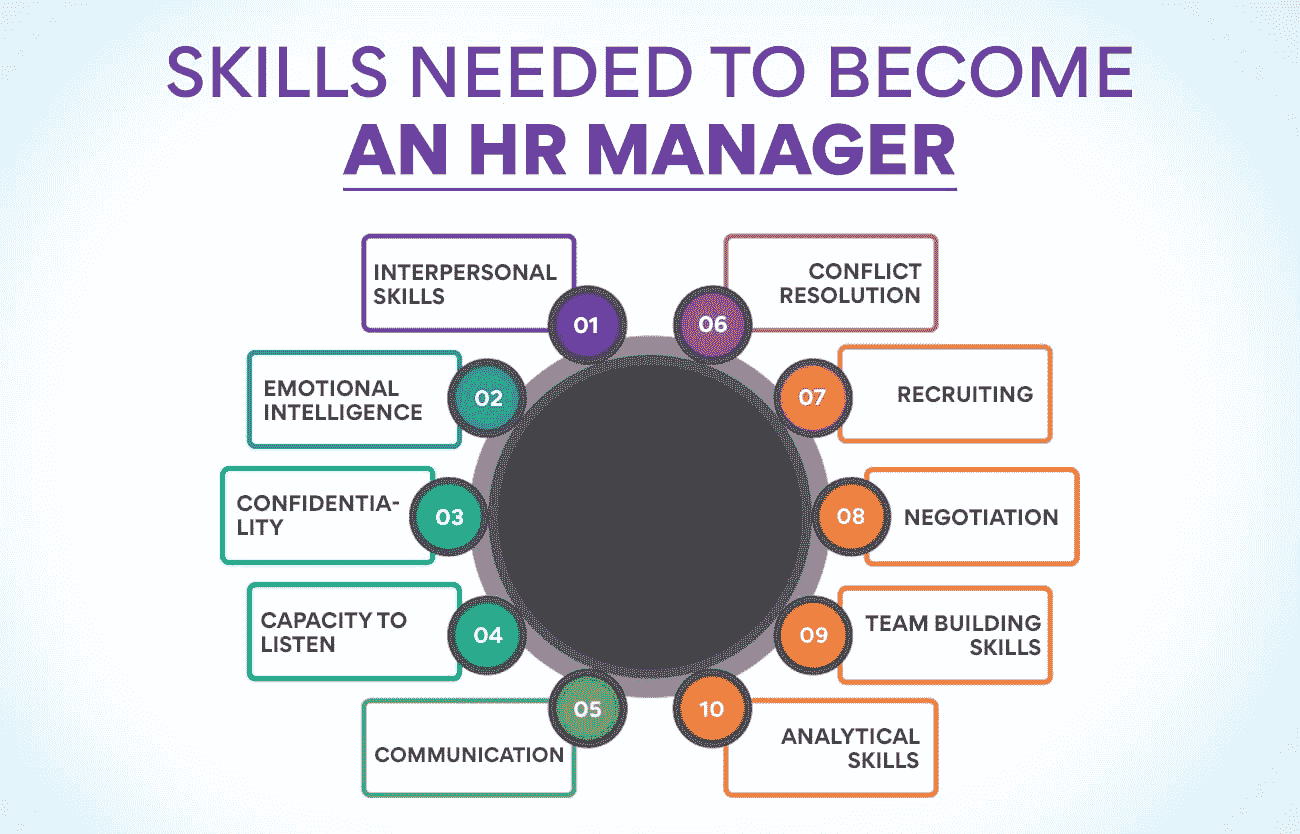 SKILLS NEEDED TO BECOME
AN HR MANAGER
INTERPERSONAL
SKILLS
01
EMOTIONAL
INTELLIGENCE
02
CONFIDENTIA-
LITY
03
CAPACITY TO
LISTEN
04
COMMUNICATION
05
CONFLICT
RESOLUTION
06
RECRUITING
07
NEGOTIATION
08
TEAM BUILDING
SKILLS
09
ANALYTICAL
SKILLS
10